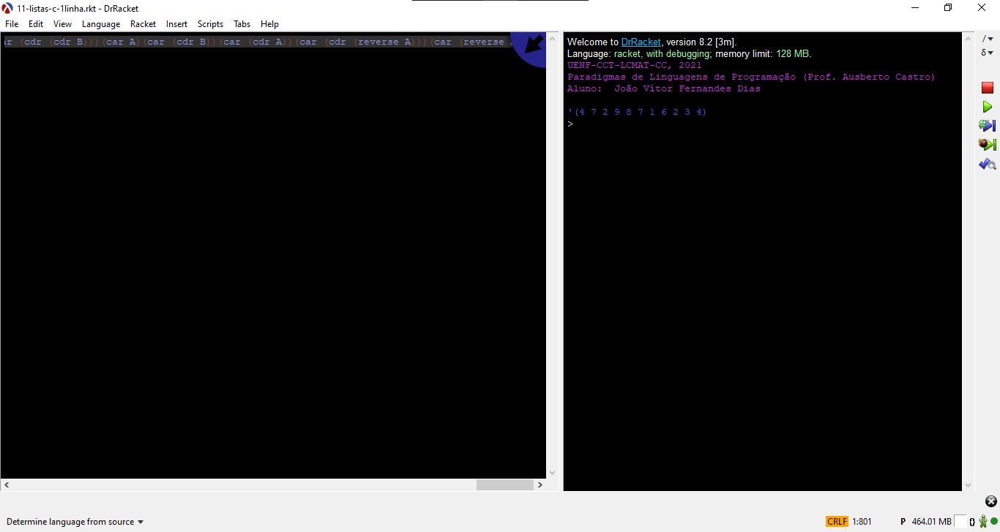 11-listas-c-1linha.rkt - DrRacket
File Edit View Language Racket Insert Scripts Tabs Help
ar (cdr (cdr B)))(car A)(car (cdr B))(car (cdr A))(car (cdr (reverse A)))(car (reverse
Welcome to DrRacket, version 8.2 [3m].
Language: racket, with debugging; memory limit: 128 MB.
UENF-CCT-LCMAT-CC, 2021
Paradigmas de Linguagens de Programação (Prof. Ausberto Castro)
Aluno: João Vítor Fernandes Dias
'(4 7 2 9 8 7 1 6 2 3 4)
>
Determine language from source
CRLF 1:801 P 464.01 MB